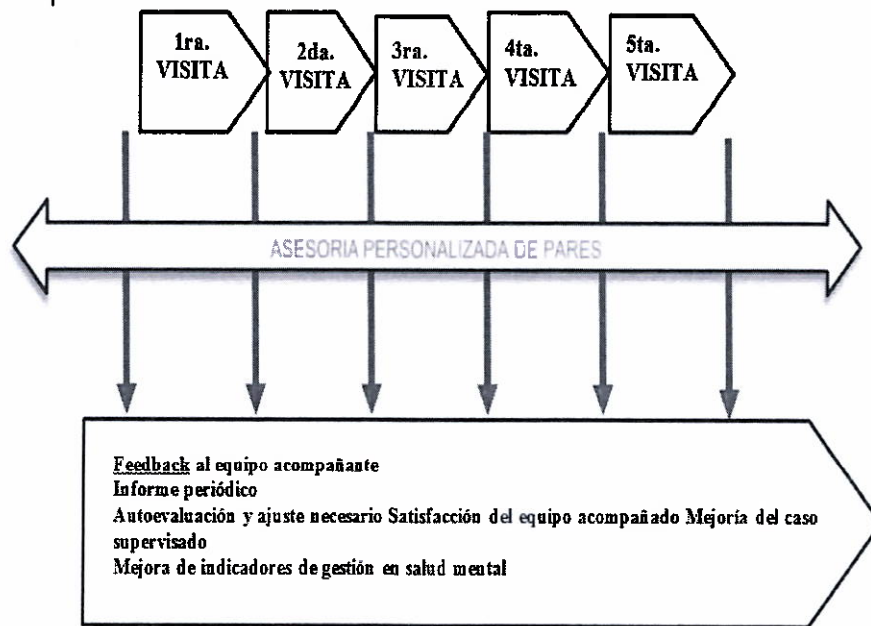 1ra.
VISITA
2da.
VISITA
3ra.
VISITA
4ta.
VISITA
5ta.
VISITA
ASESORIA PERSONALIZADA DE PARES
Feedback al equipo acompañante
Informe periódico
Autoevaluación y ajuste necesario Satisfacción del equipo acompañado Mejoría del caso
supervisado
Mejora de indicadores de gestión en salud mental